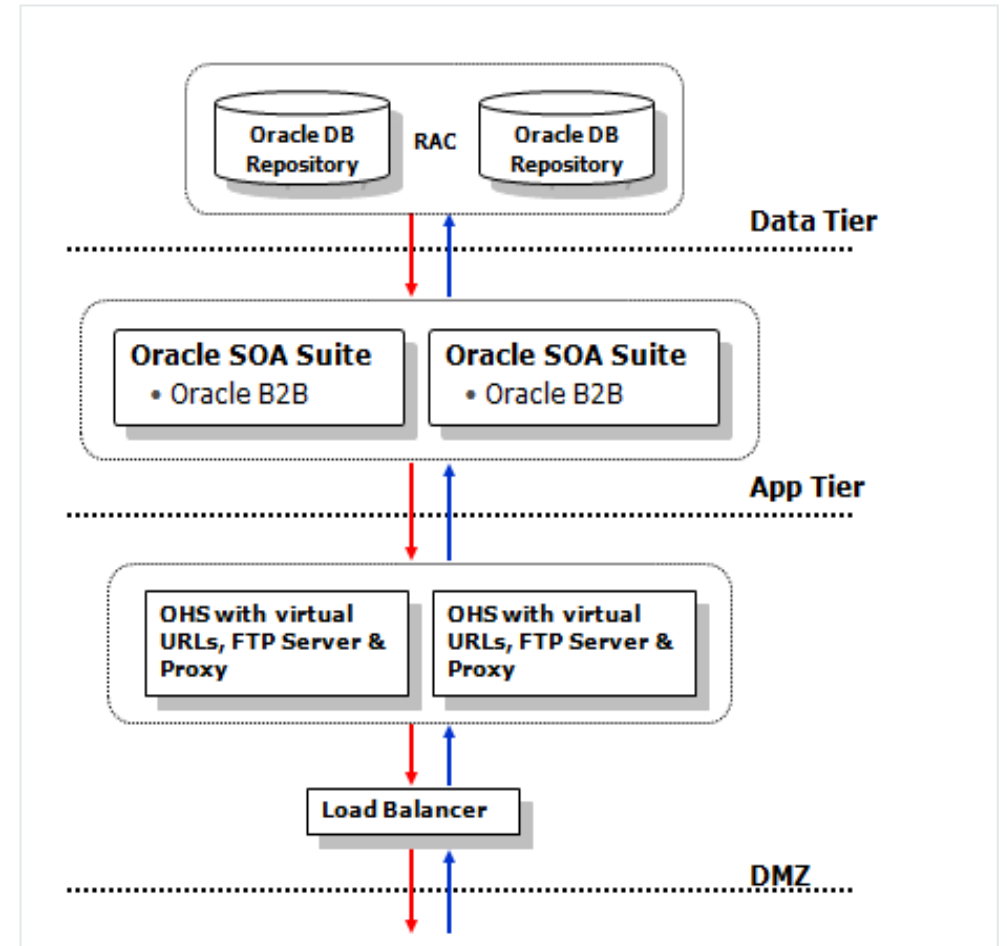 Oracle DB
Repository
RAC
Oracle DB
Repository
Data Tier
Oracle SOA Suite
• Oracle B2B
Oracle SOA Suite
• Oracle B2B
App Tier
OHS with virtual
URLs, FTP Server &
Proxy
OHS with virtual
URLs, FTP Server &
Proxy
Load Balancer
DMZ